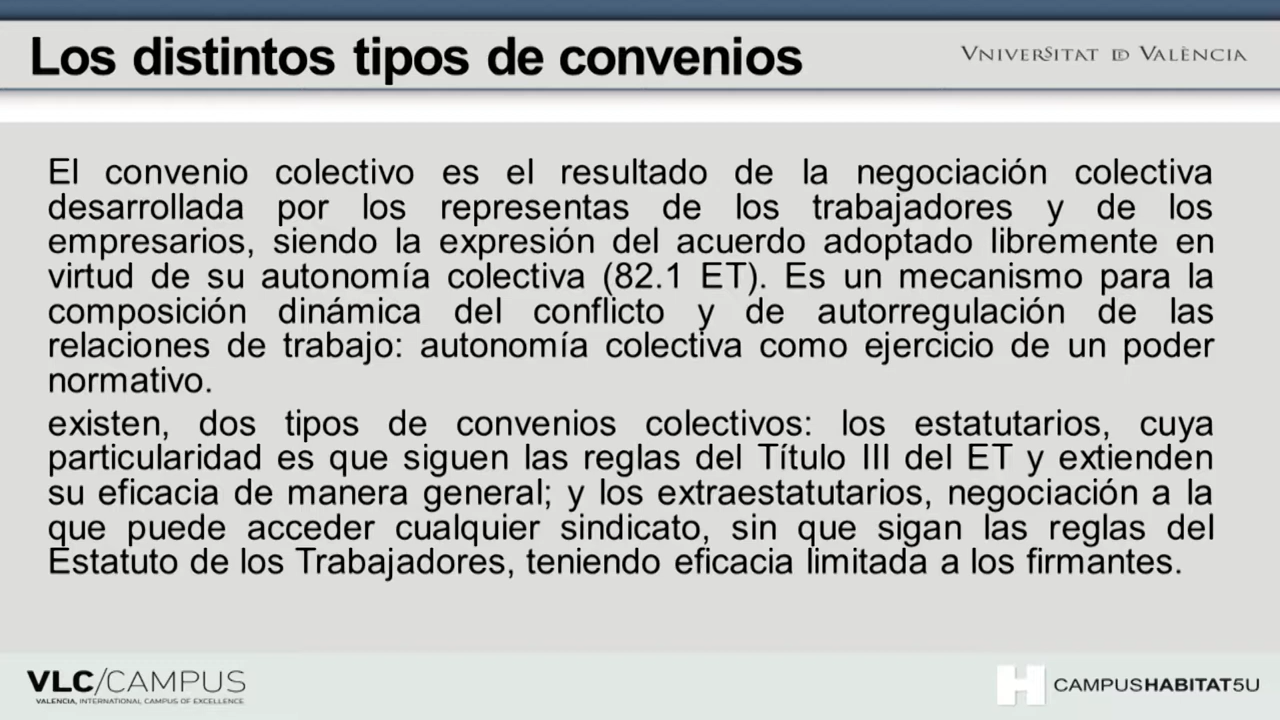 Los distintos tipos de convenios
VNIVERSITAT DE VALÈNCIA
El convenio colectivo es el resultado de la negociación colectiva
desarrollada por los representas de los trabajadores y de los
empresarios, siendo la expresión del acuerdo adoptado libremente en
virtud de su autonomía colectiva (82.1 ET). Es un mecanismo para la
composición dinámica del conflicto y de autorregulación de las
relaciones de trabajo: autonomía colectiva como ejercicio de un poder
normativo.
existen, dos tipos de convenios colectivos: los estatutarios, cuya
particularidad es que siguen las reglas del Título III del ET y extienden
su eficacia de manera general; y los extraestatutarios, negociación a la
que puede acceder cualquier sindicato, sin que sigan las reglas del
Estatuto de los Trabajadores, teniendo eficacia limitada a los firmantes.
VLC/CAMPUS
VALENCIA, INTERNATIONAL CAMPUS OF EXCELLENCE
H CAMPUSHABITAT5U